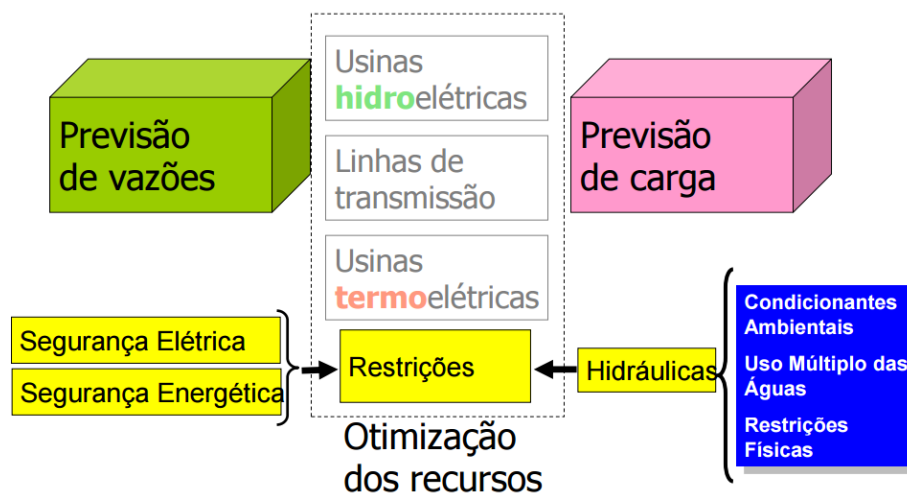 Previsão
de vazões
Usinas
hidroelétricas
Linhas de
transmissão
Usinas
termoelétricas
Previsão
de carga
Segurança Elétrica
Segurança Energética
Restrições
Hidráulicas
Condicionantes
Ambientais
Uso Múltiplo das
Águas
Restrições
Físicas
Otimização
dos recursos